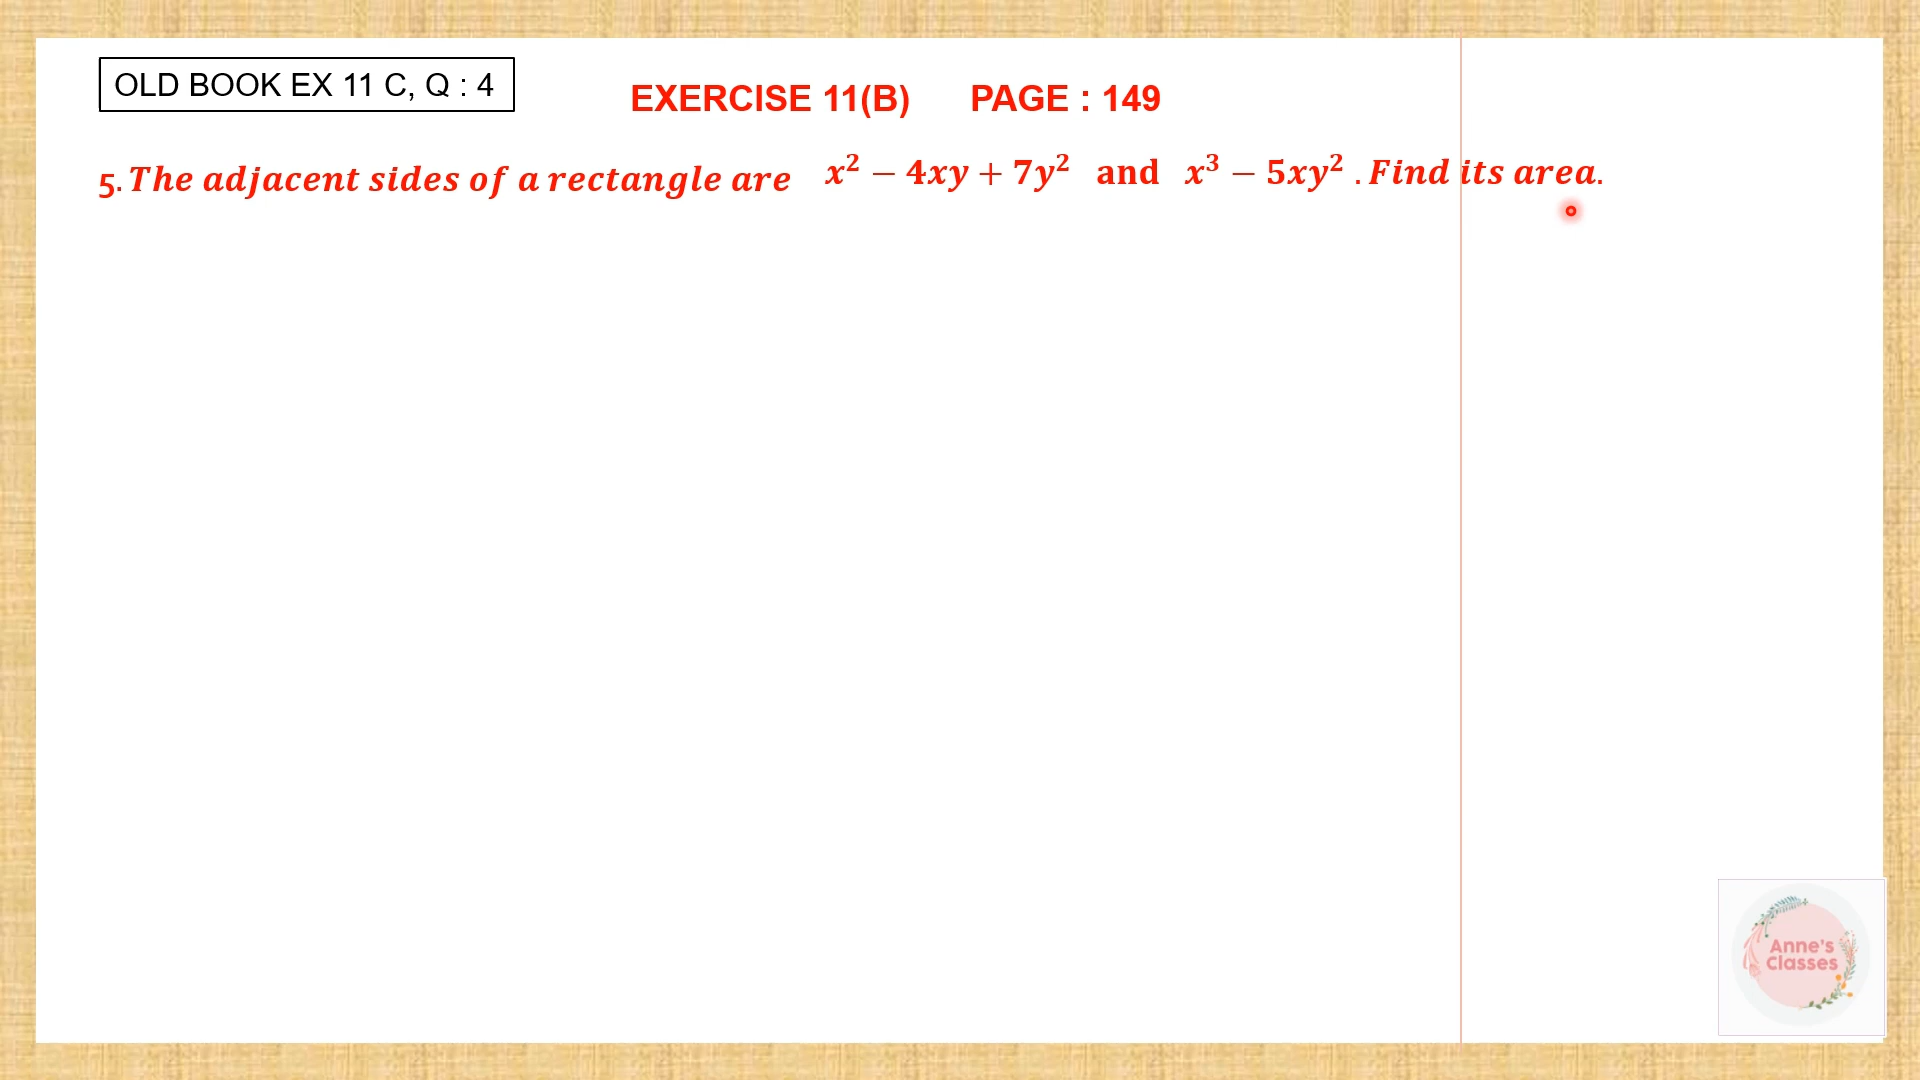 OLD BOOK EX 11 C, Q : 4
EXERCISE 11(B) PAGE : 149
5. The adjacent sides of a rectangle are x² − 4xy + 7y² and x³ − 5xy² . Find its area.
Anne's
Classes